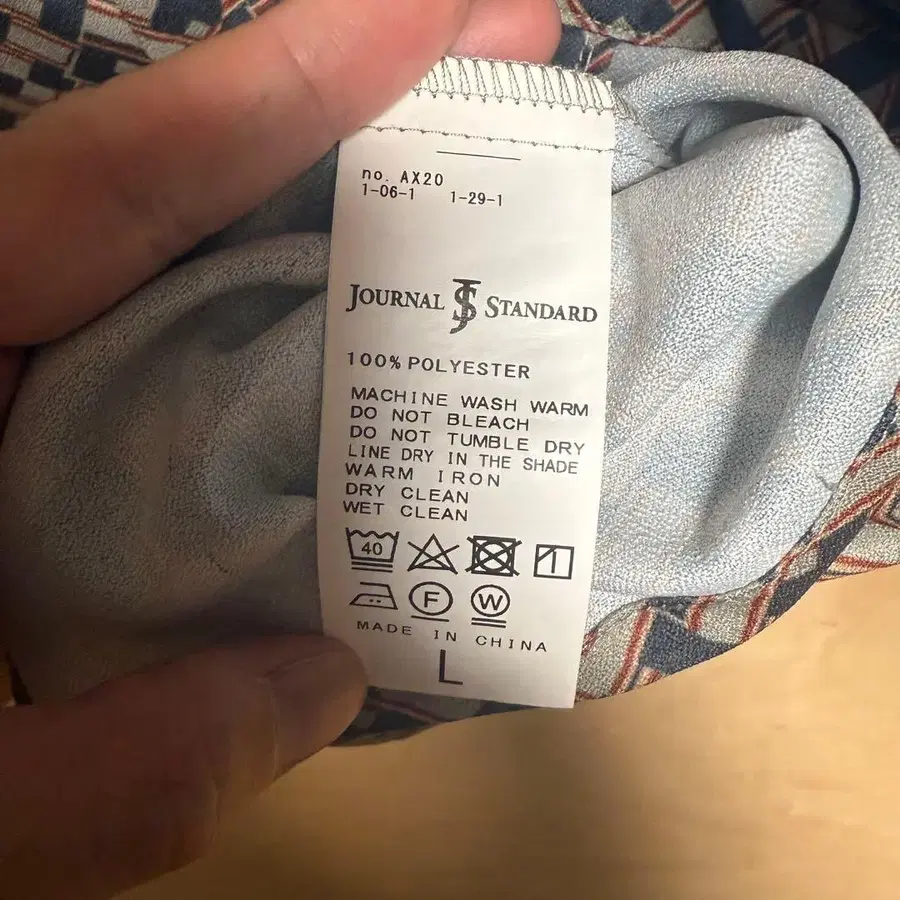 no. AX20
1-06-1 1-29-1
JOURNAL JS STANDARD
100% POLYESTER
MACHINE WASH WARM
DO NOT BLEACH
DO NOT TUMBLE DRY
LINE DRY IN THE SHADE
WARM IRON
DRY CLEAN
WET CLEAN
40
F W
MADE IN CHINA
L